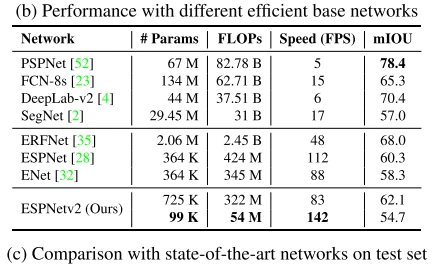 (b) Performance with different efficient base networks
Network # Params FLOPs Speed (FPS) mIOU
PSPNet [52] 67 M 82.78 B 5 78.4
FCN-8s [23] 134 M 62.71 B 15 65.3
DeepLab-v2 [4] 44 M 37.51 B 6 70.4
SegNet [2] 29.45 M 31 B 17 57.0
ERFNet [35] 2.06 M 2.45 B 48 68.0
ESPNet [28] 364 K 424 M 112 60.3
ENet [32] 364 K 345 M 88 58.3
ESPNetv2 (Ours) 725 K 322 M 83 62.1
99 K 54 M 142 54.7
(c) Comparison with state-of-the-art networks on test set